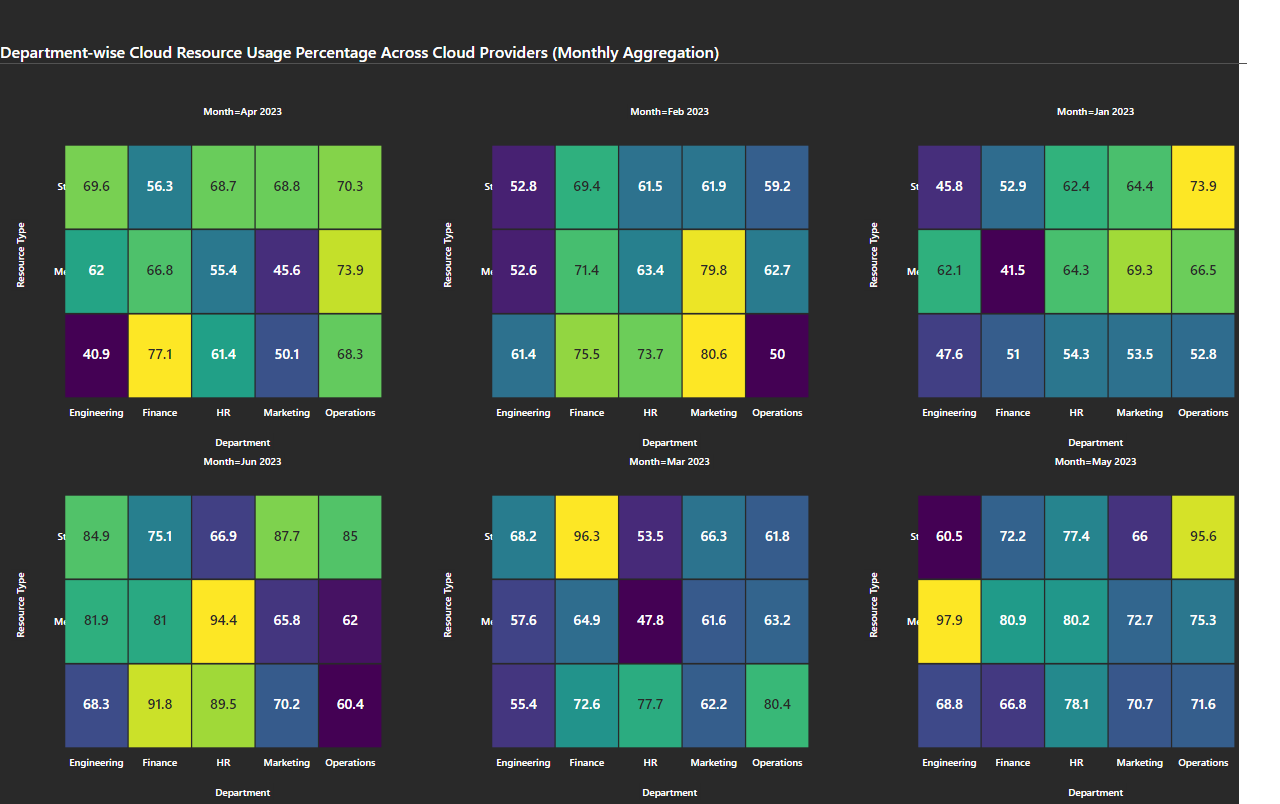 Department-wise Cloud Resource Usage Percentage Across Cloud Providers (Monthly Aggregation)
Month=Apr 2023
Month=Feb 2023
Month=Jan 2023
Resource Type
St 69.6 56.3 68.7 68.8 70.3
62 66.8 55.4 45.6 73.9
40.9 77.1 61.4 50.1 68.3
Engineering Finance HR Marketing Operations
Department
Resource Type
St 52.8 69.4 61.5 61.9 59.2
52.6 71.4 63.4 79.8 62.7
61.4 75.5 73.7 80.6 50
Engineering Finance HR Marketing Operations
Department
Resource Type
St 45.8 52.9 62.4 64.4 73.9
62.1 41.5 64.3 69.3 66.5
47.6 51 54.3 53.5 52.8
Engineering Finance HR Marketing Operations
Department
Month=Jun 2023
Month=Mar 2023
Month=May 2023
Resource Type
St 84.9 75.1 66.9 87.7 85
81.9 81 94.4 65.8 62
68.3 91.8 89.5 70.2 60.4
Engineering Finance HR Marketing Operations
Department
Resource Type
St 68.2 96.3 53.5 66.3 61.8
57.6 64.9 47.8 61.6 63.2
55.4 72.6 77.7 62.2 80.4
Engineering Finance HR Marketing Operations
Department
Resource Type
St 60.5 72.2 77.4 66 95.6
97.9 80.9 80.2 72.7 75.3
68.8 66.8 78.1 70.7 71.6
Engineering Finance HR Marketing Operations
Department